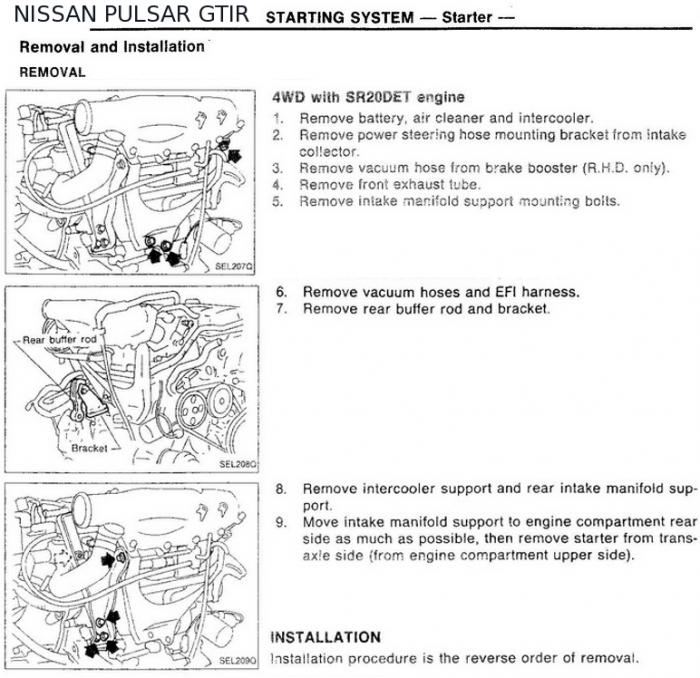 NISSAN PULSAR GTIR STARTING SYSTEM — Starter —
Removal and Installation
REMOVAL
4WD with SR20DET engine
1. Remove battery, air cleaner and intercooler.
2. Remove power steering hose mounting bracket from intake
collector.
3. Remove vacuum hose from brake booster (R.H.D. only).
4. Remove front exhaust tube.
5. Remove intake manifold support mounting bolts.
SEL207Q
6. Remove vacuum hoses and EFI harness.
7. Remove rear buffer rod and bracket.
Rear buffer rod
Bracket
SEL208Q
8. Remove intercooler support and rear intake manifold sup-
port.
9. Move intake manifold support to engine compartment rear
side as much as possible, then remove starter from trans-
axle side (from engine compartment upper side).
SEL209Q
INSTALLATION
Installation procedure is the reverse order of removal.